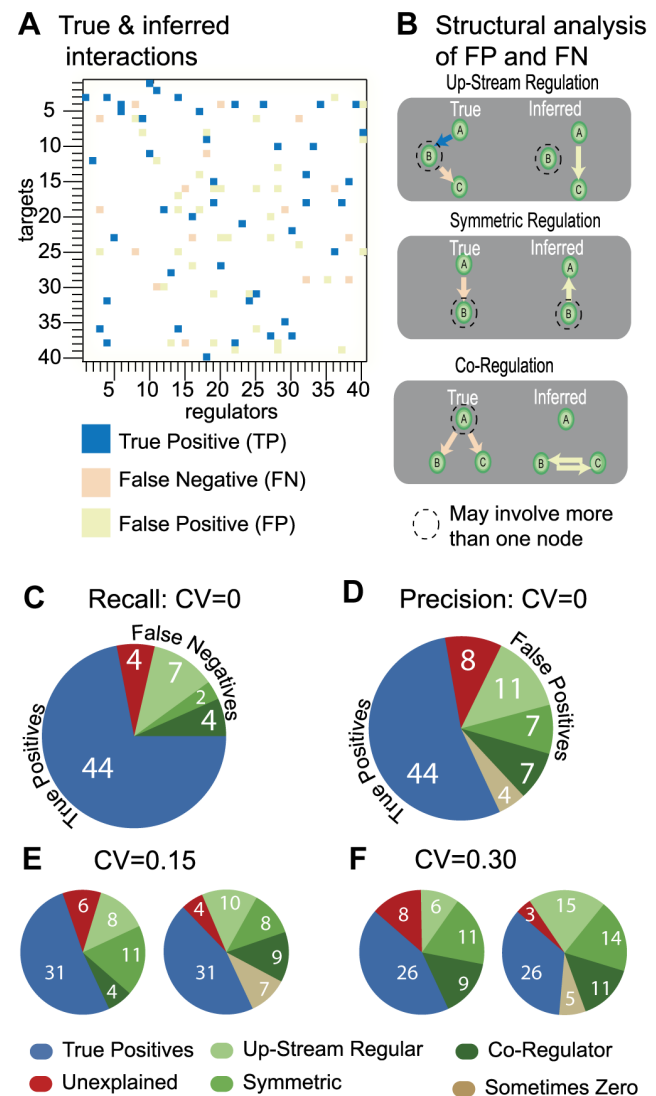 A True & inferred
interactions
B Structural analysis
of FP and FN
Up-Stream Regulation
True Inferred
A
B
C
A
B
C
Symmetric Regulation
True Inferred
A
B
A
B
Co-Regulation
True Inferred
A
B
C
A
B
C
May involve more
than one node
targets
5
10
15
20
25
30
35
40
5 10 15 20 25 30 35 40
regulators
True Positive (TP)
False Negative (FN)
False Positive (FP)
C Recall: CV=0
False Negatives
True Positives
4
7
2
4
44
D Precision: CV=0
False Positives
True Positives
8
11
7
7
4
44
E CV=0.15
6
8
11
4
31
4
10
8
9
7
31
F CV=0.30
8
6
11
9
26
3
15
14
11
5
26
True Positives
Up-Stream Regular
Co-Regulator
Unexplained
Symmetric
Sometimes Zero